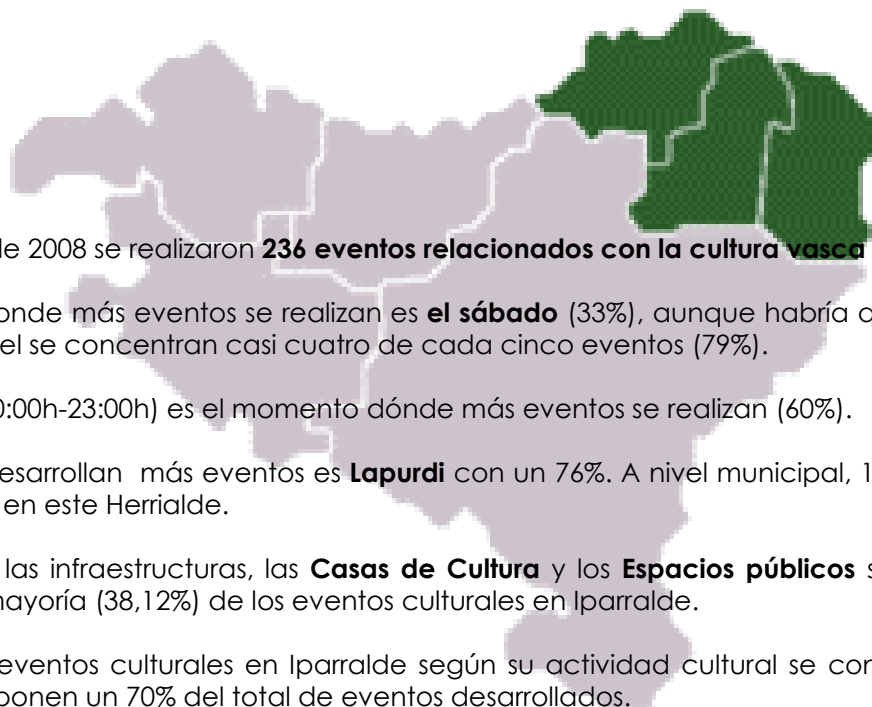 de 2008 se realizaron 236 eventos relacionados con la cultura vasca
donde más eventos se realizan es el sábado (33%), aunque habría q
el se concentran casi cuatro de cada cinco eventos (79%).
0:00h-23:00h) es el momento dónde más eventos se realizan (60%).
esarrollan más eventos es Lapurdi con un 76%. A nivel municipal, 1
en este Herrialde.
las infraestructuras, las Casas de Cultura y los Espacios públicos s
mayoría (38,12%) de los eventos culturales en Iparralde.
eventos culturales en Iparralde según su actividad cultural se con
ponen un 70% del total de eventos desarrollados.